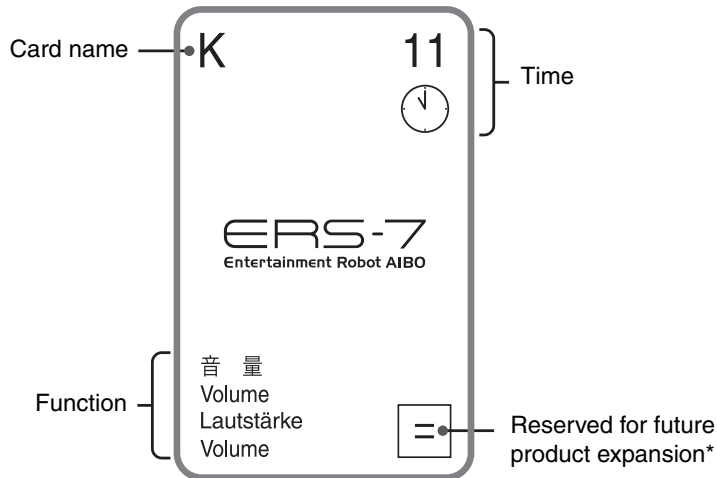 Card name
K
11
Time
ERS-7
Entertainment Robot AIBO
Function
音 量
Volume
Lautstärke
Volume
=
Reserved for future
product expansion*